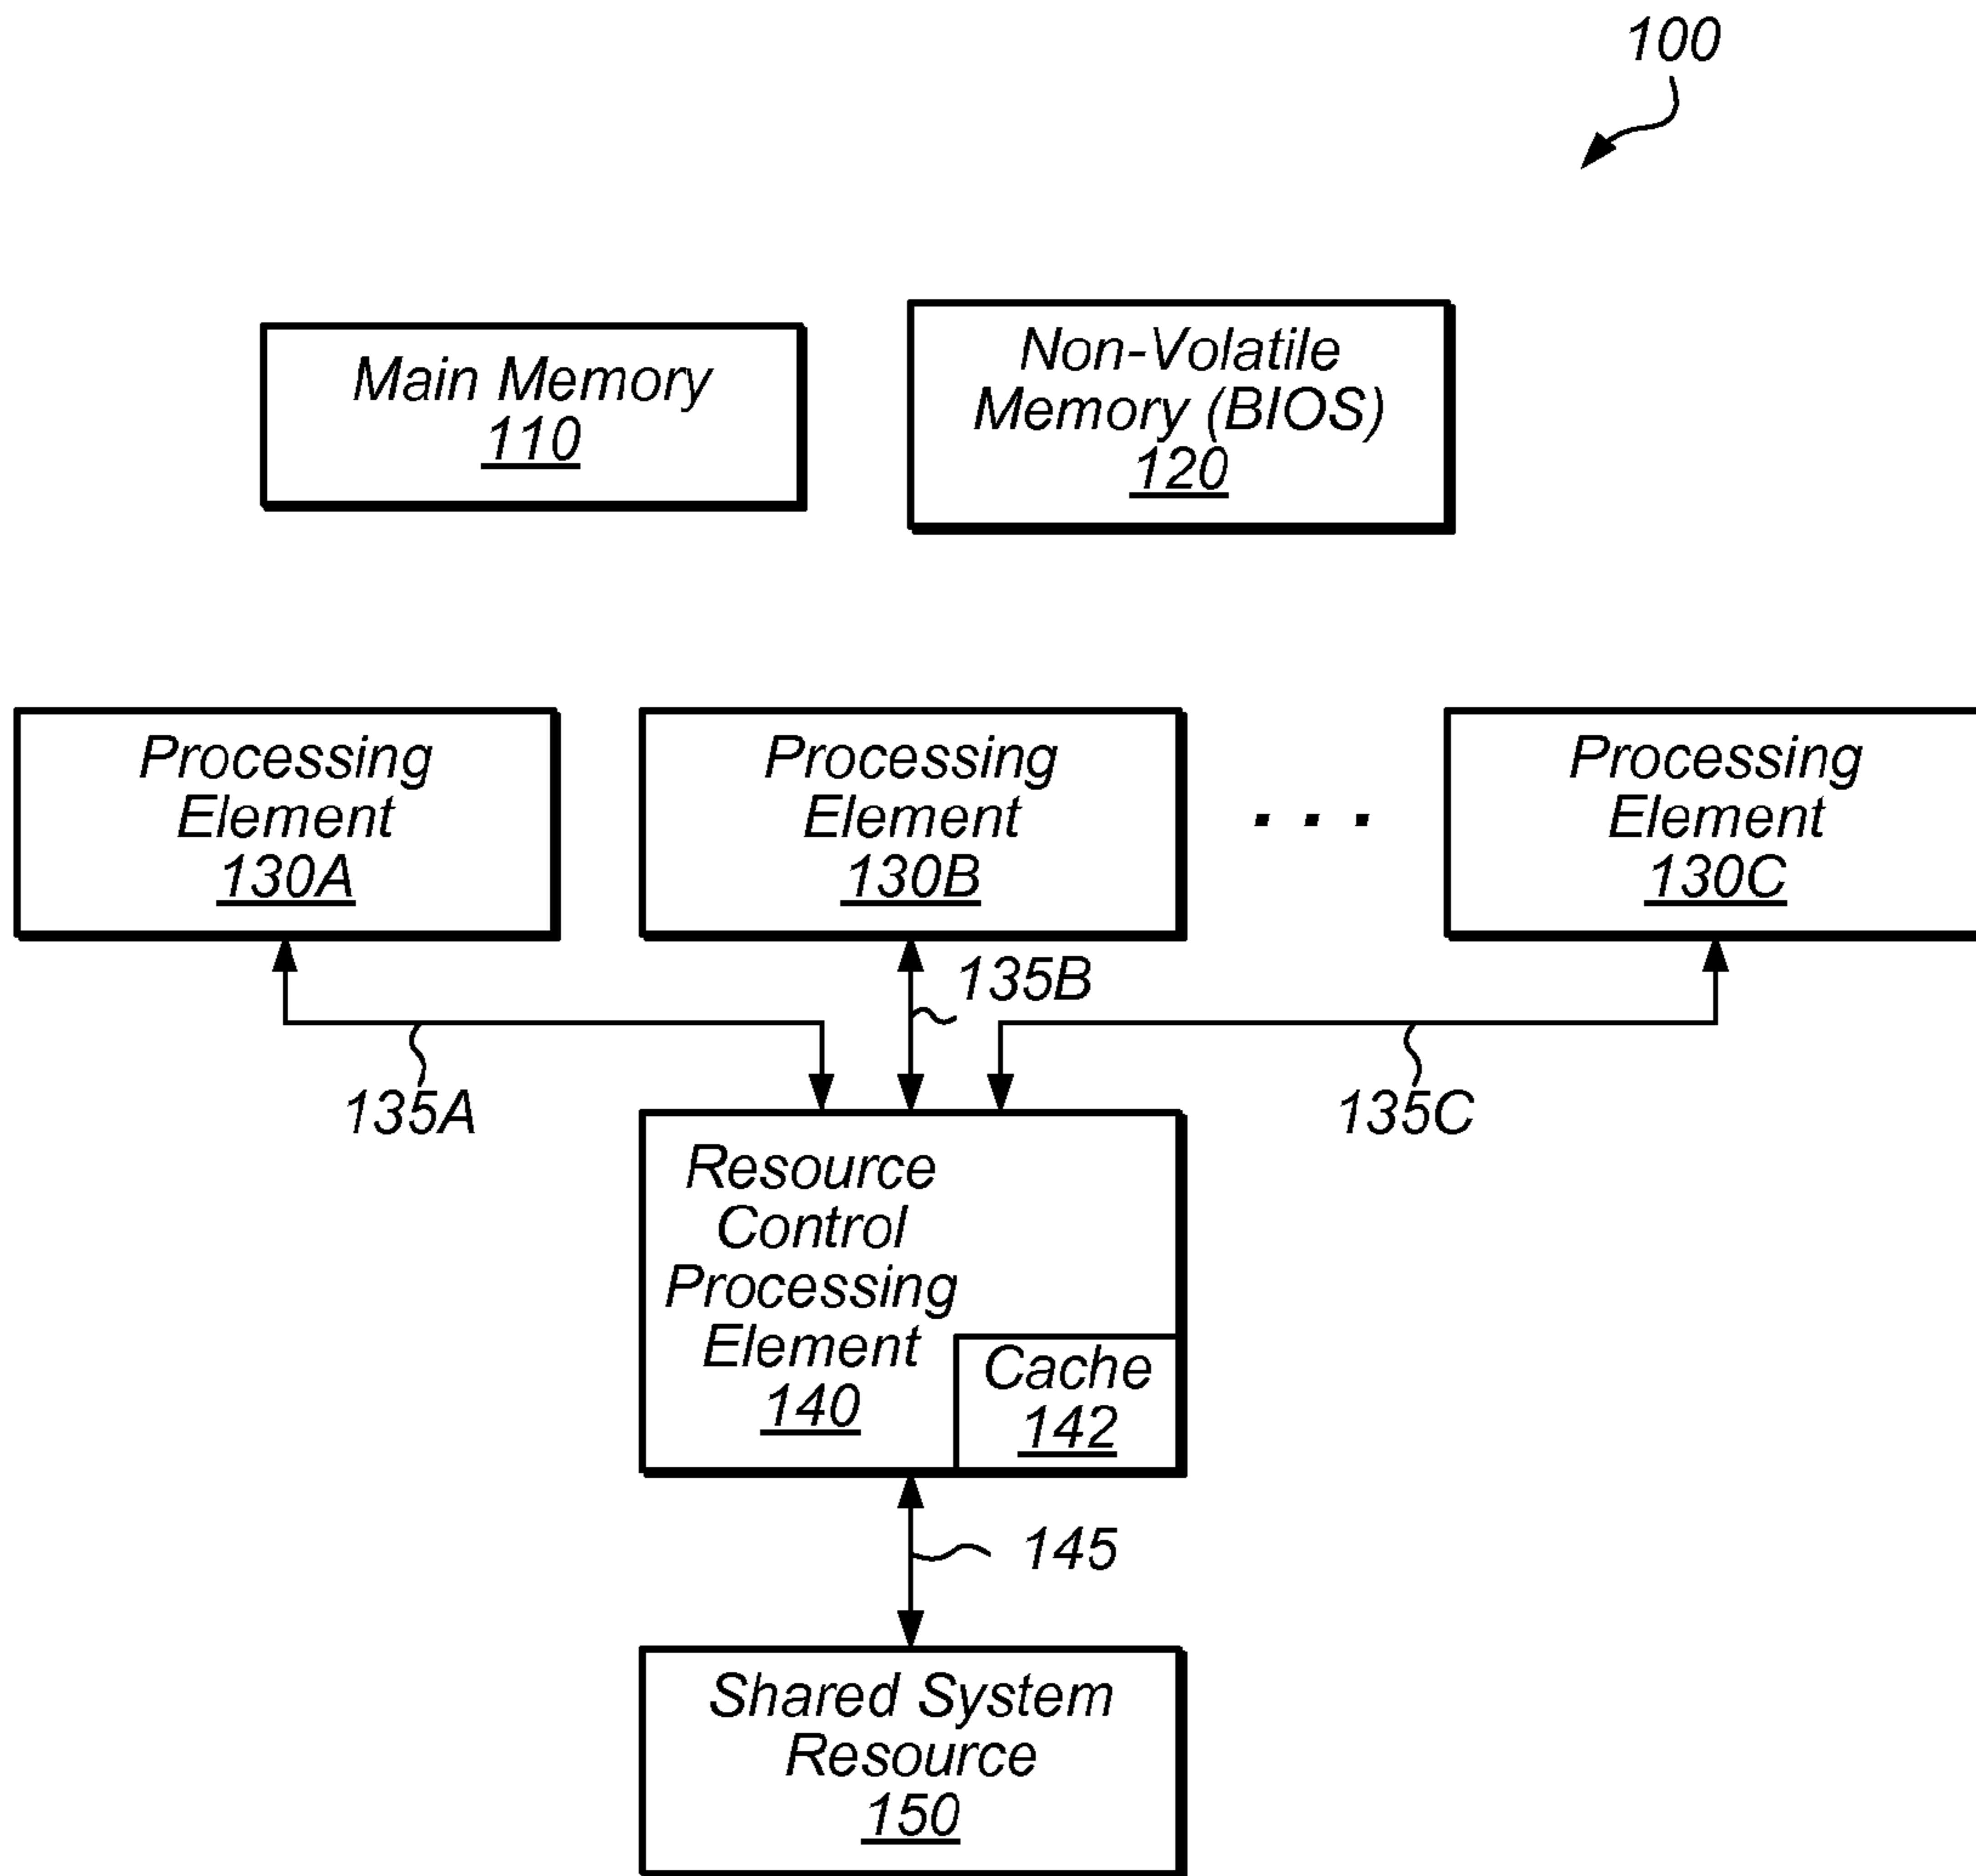 100
Main Memory
110
Non-Volatile
Memory (BIOS)
120
Processing
Element
130A
Processing
Element
130B
. . .
Processing
Element
130C
135B
135A
135C
Resource
Control
Processing
Element
140
Cache
142
145
Shared System
Resource
150